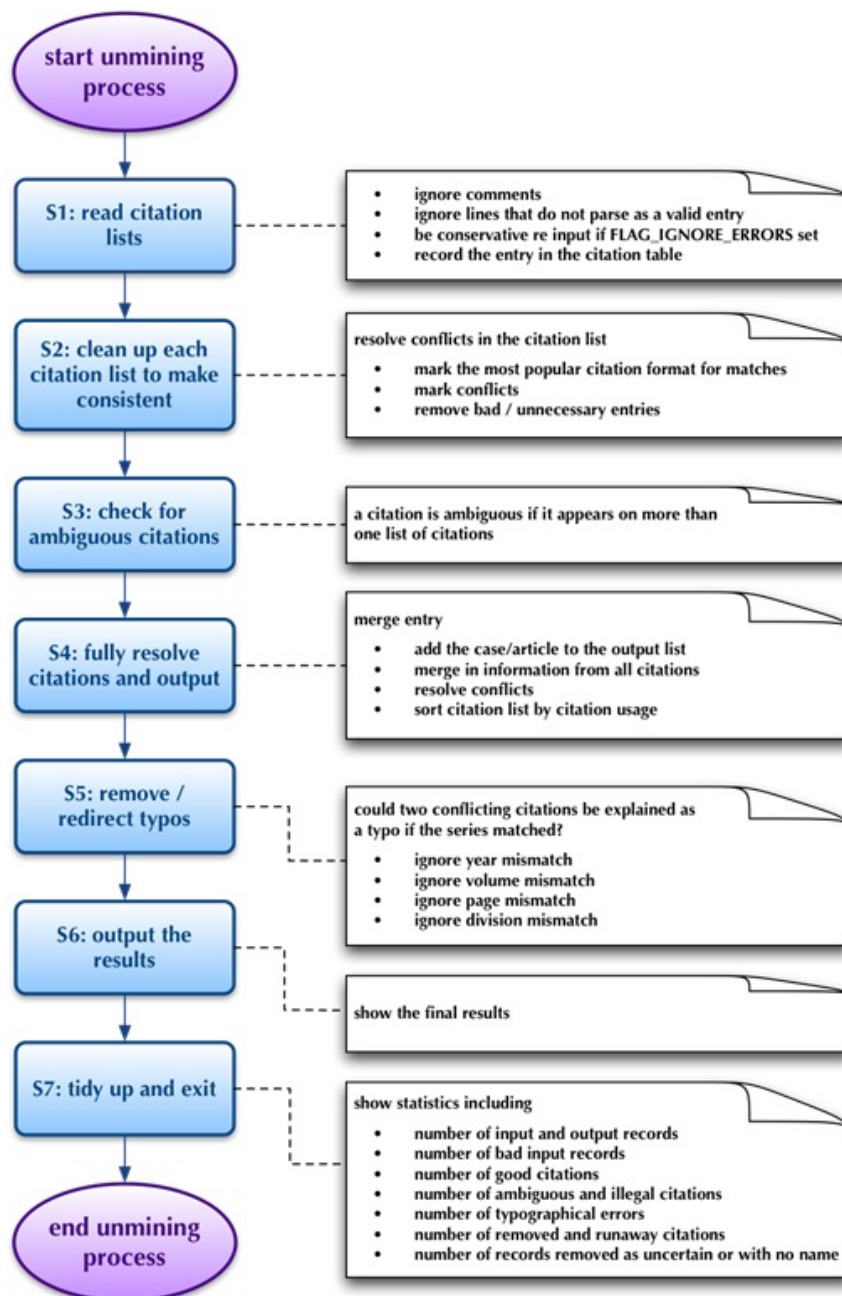 start unmining
process
S1: read citation
lists
• ignore comments
• ignore lines that do not parse as a valid entry
• be conservative re input if FLAG_IGNORE_ERRORS set
• record the entry in the citation table
S2: clean up each
citation list to make
consistent
resolve conflicts in the citation list
• mark the most popular citation format for matches
• mark conflicts
• remove bad / unnecessary entries
S3: check for
ambiguous citations
a citation is ambiguous if it appears on more than
one list of citations
S4: fully resolve
citations and output
merge entry
• add the case/article to the output list
• merge in information from all citations
• resolve conflicts
• sort citation list by citation usage
S5: remove /
redirect typos
could two conflicting citations be explained as
a typo if the series matched?
• ignore year mismatch
• ignore volume mismatch
• ignore page mismatch
• ignore division mismatch
S6: output the
results
show the final results
S7: tidy up and exit
show statistics including
• number of input and output records
• number of bad input records
• number of good citations
• number of ambiguous and illegal citations
• number of typographical errors
• number of removed and runaway citations
• number of records removed as uncertain or with no name
end unmining
process